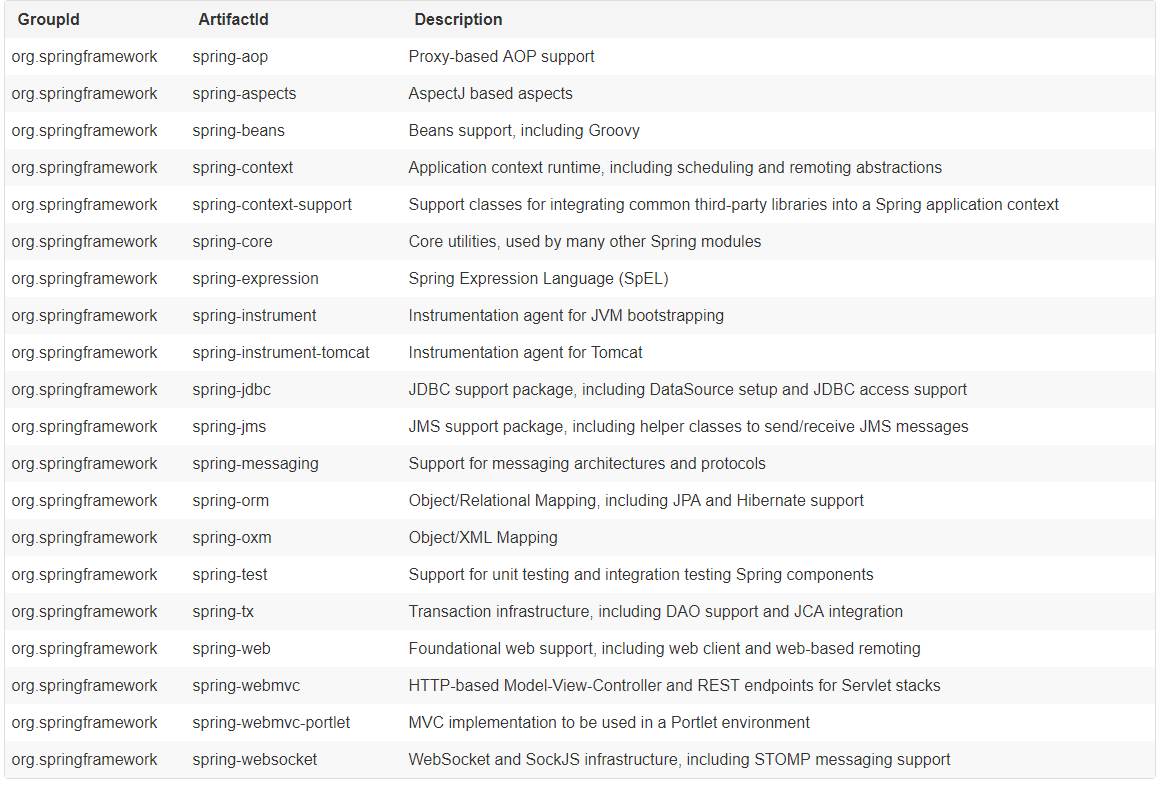 GroupId ArtifactId Description
org.springframework spring-aop Proxy-based AOP support
org.springframework spring-aspects AspectJ based aspects
org.springframework spring-beans Beans support, including Groovy
org.springframework spring-context Application context runtime, including scheduling and remoting abstractions
org.springframework spring-context-support Support classes for integrating common third-party libraries into a Spring application context
org.springframework spring-core Core utilities, used by many other Spring modules
org.springframework spring-expression Spring Expression Language (SpEL)
org.springframework spring-instrument Instrumentation agent for JVM bootstrapping
org.springframework spring-instrument-tomcat Instrumentation agent for Tomcat
org.springframework spring-jdbc JDBC support package, including DataSource setup and JDBC access support
org.springframework spring-jms JMS support package, including helper classes to send/receive JMS messages
org.springframework spring-messaging Support for messaging architectures and protocols
org.springframework spring-orm Object/Relational Mapping, including JPA and Hibernate support
org.springframework spring-oxm Object/XML Mapping
org.springframework spring-test Support for unit testing and integration testing Spring components
org.springframework spring-tx Transaction infrastructure, including DAO support and JCA integration
org.springframework spring-web Foundational web support, including web client and web-based remoting
org.springframework spring-webmvc HTTP-based Model-View-Controller and REST endpoints for Servlet stacks
org.springframework spring-webmvc-portlet MVC implementation to be used in a Portlet environment
org.springframework spring-websocket WebSocket and SockJS infrastructure, including STOMP messaging support